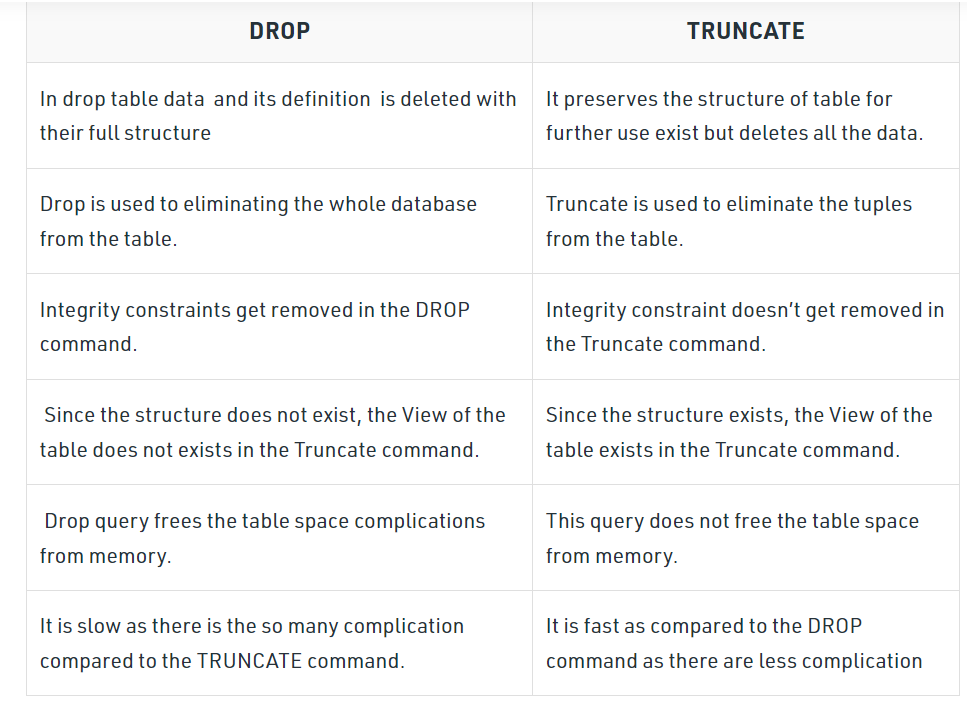 DROP
TRUNCATE
In drop table data  and its definition  is deleted with
their full structure
It preserves the structure of table for
further use exist but deletes all the data.
Drop is used to eliminating the whole database
from the table.
Truncate is used to eliminate the tuples
from the table.
Integrity constraints get removed in the DROP
command.
Integrity constraint doesn’t get removed in
the Truncate command.
Since the structure does not exist, the View of the
table does not exists in the Truncate command.
Since the structure exists, the View of the
table exists in the Truncate command.
Drop query frees the table space complications
from memory.
This query does not free the table space
from memory.
It is slow as there is the so many complication
compared to the TRUNCATE command.
It is fast as compared to the DROP
command as there are less complication